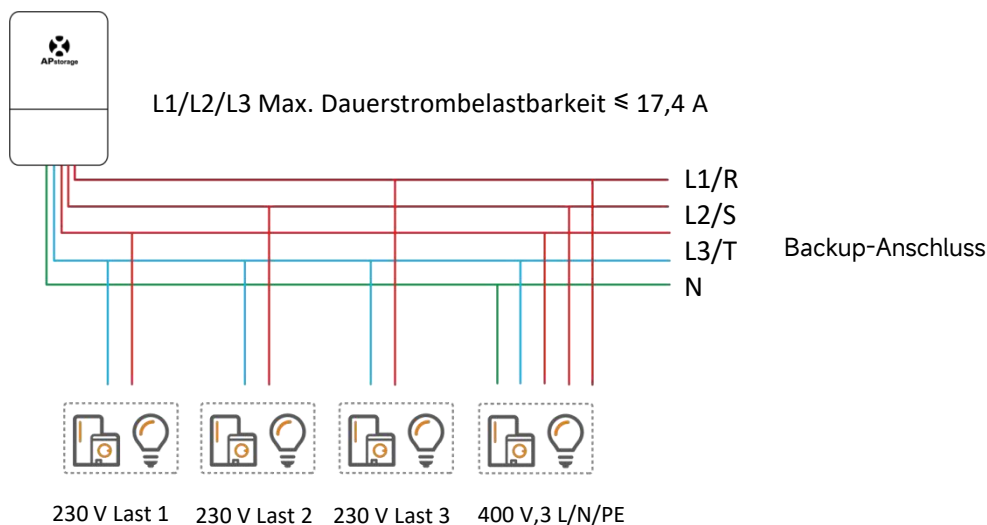 APstorage
L1/L2/L3 Max. Dauerstrombelastbarkeit ≤ 17,4 A
L1/R
L2/S
L3/T
Backup-Anschluss
N
230 V Last 1
230 V Last 2
230 V Last 3
400 V,3 L/N/PE